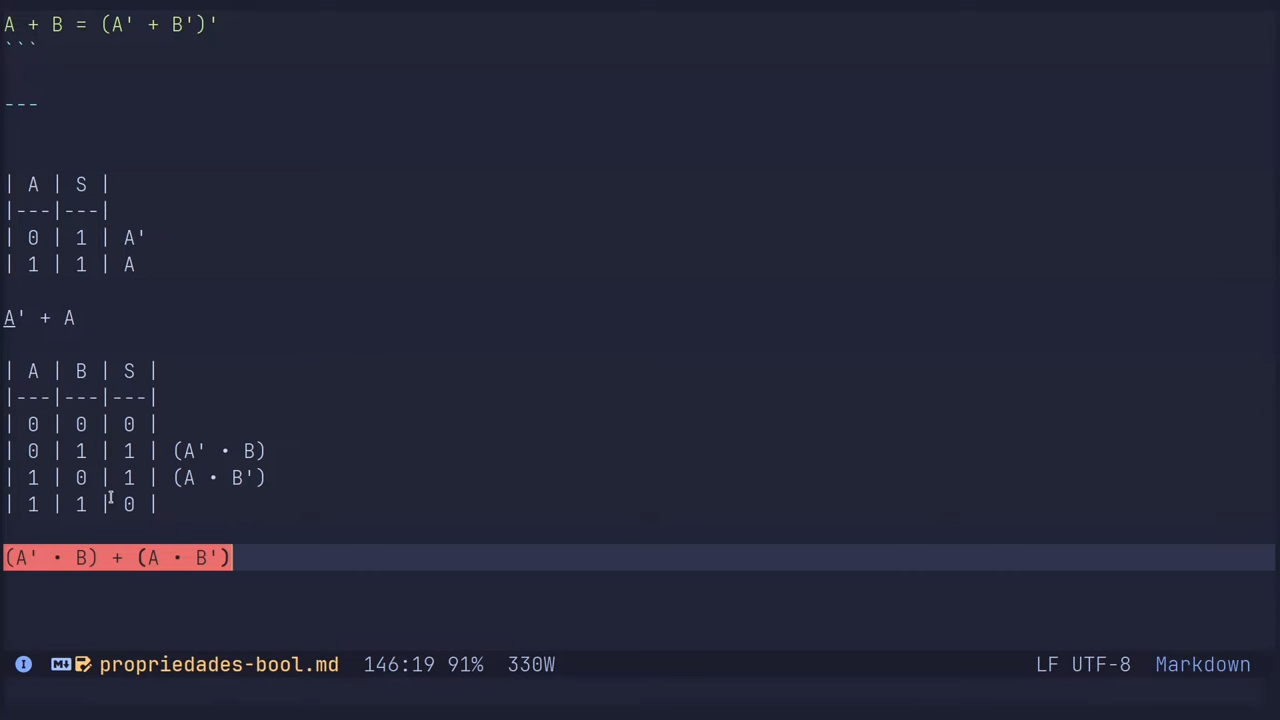 A + B = (A' + B')'
```
---
| A | S |
|---|---|
| 0 | 1 | A'
| 1 | 1 | A
A' + A
| A | B | S |
|---|---|---|
| 0 | 0 | 0 |
| 0 | 1 | 1 | (A' • B)
| 1 | 0 | 1 | (A • B')
| 1 | 1 | 0 |
(A' • B) + (A • B')
I propriedades-bool.md 146:19 91% 330W LF UTF-8 Markdown